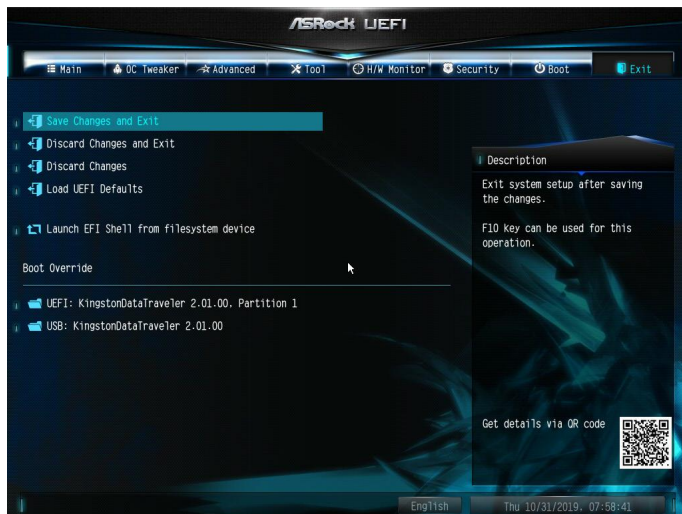 ASRock UEFI
Main OC Tweaker Advanced Tool H/W Monitor Security Boot Exit
Save Changes and Exit
Discard Changes and Exit
Discard Changes
Load UEFI Defaults
Launch EFI Shell from filesystem device
Boot Override
UEFI: KingstonDataTraveler 2.01.00, Partition 1
USB: KingstonDataTraveler 2.01.00
Description
Exit system setup after saving
the changes.
F10 key can be used for this
operation.
Get details via QR code
English
Thu 10/31/2019, 07:58:41